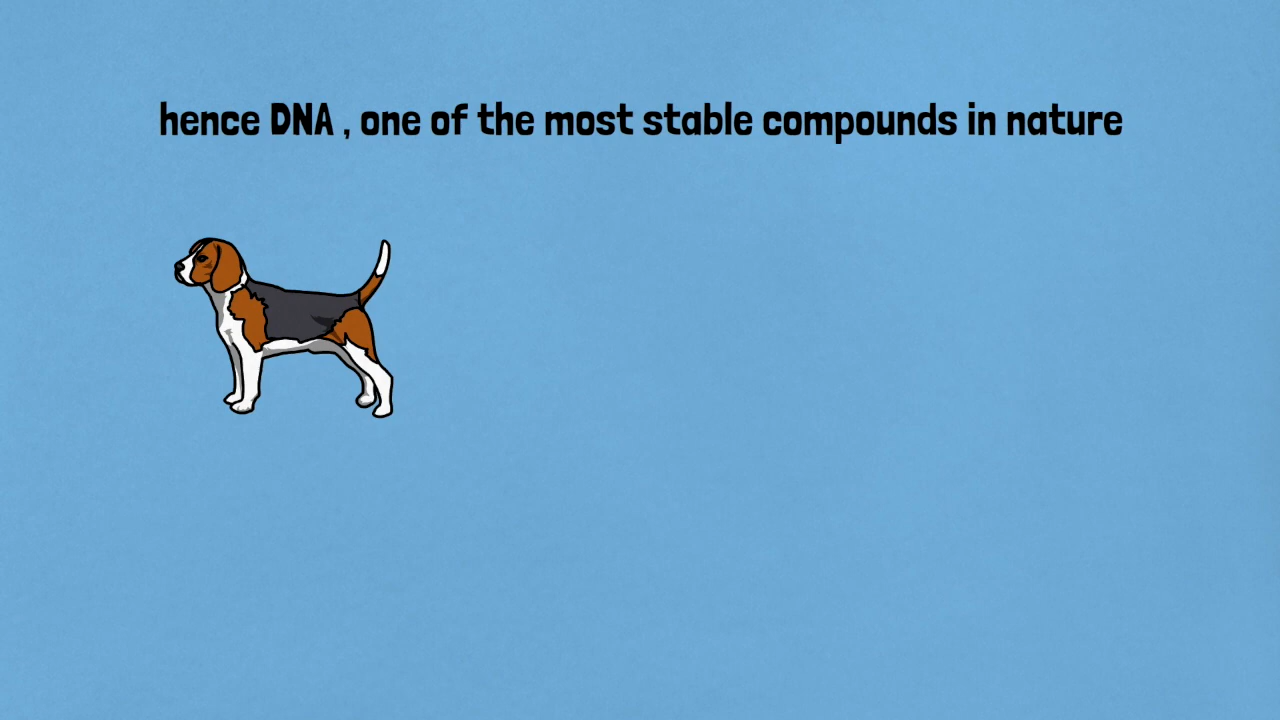 hence DNA , one of the most stable compounds in nature